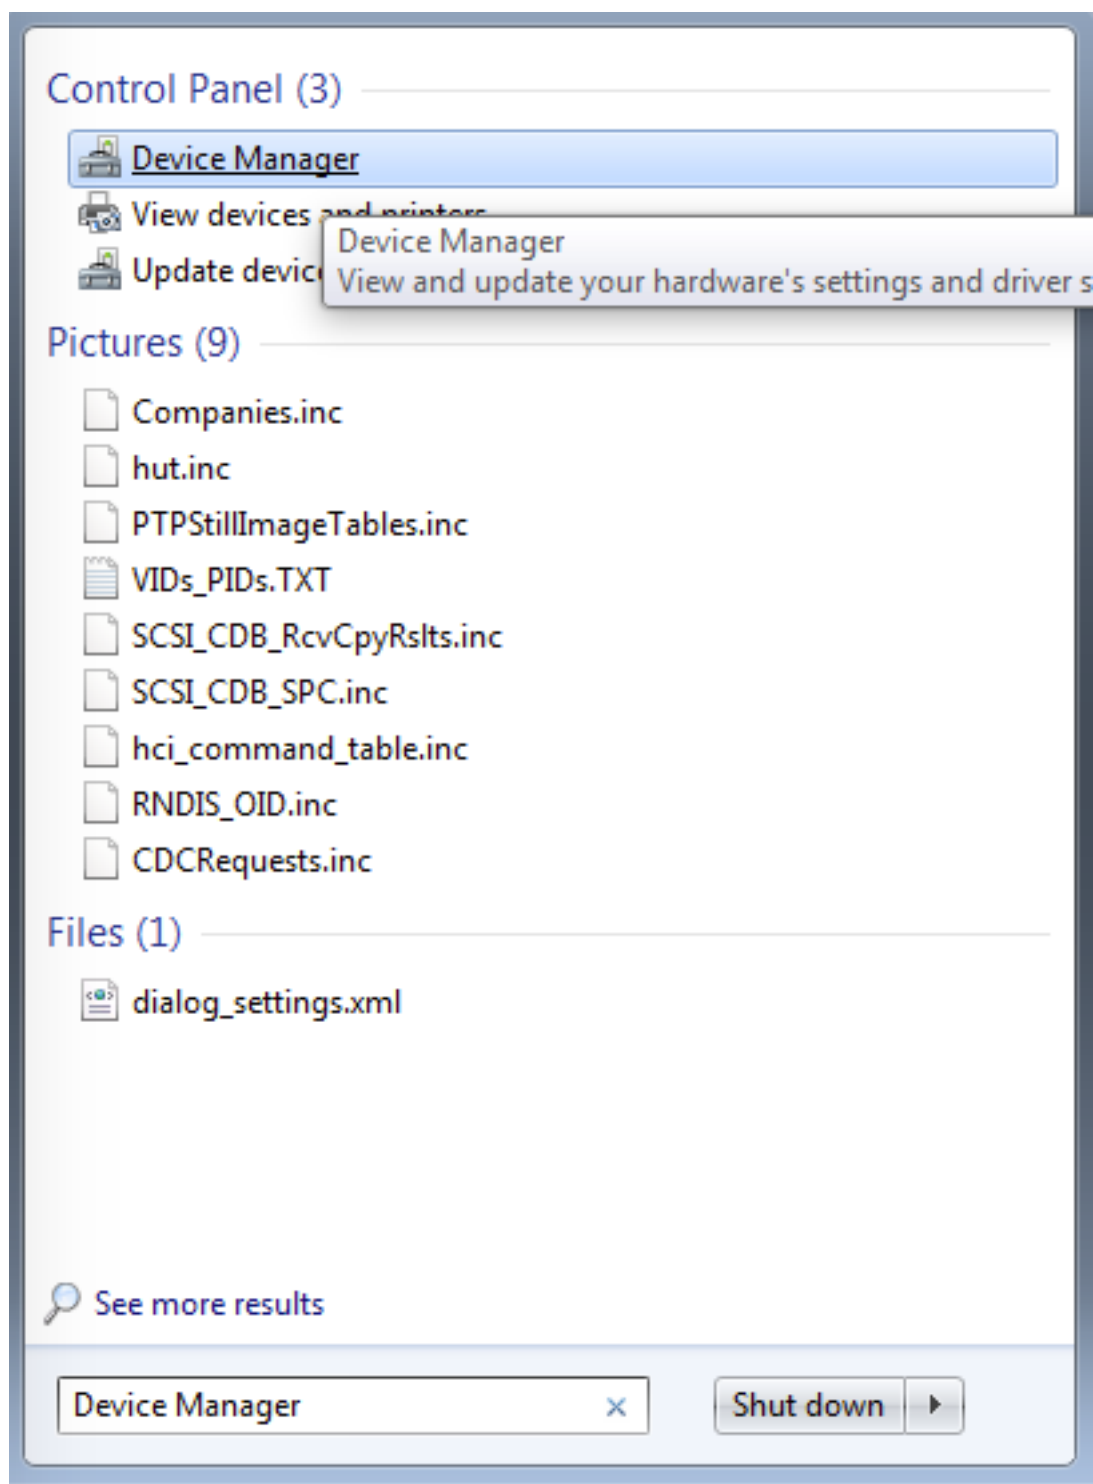 Control Panel (3)
Device Manager
View devices and printers
Device Manager
Update devic
View and update your hardware's settings and driver s
Pictures (9)
Companies.inc
hut.inc
PTPStillImageTables.inc
VIDs_PIDs.TXT
SCSI_CDB_RcvCpyRslts.inc
SCSI_CDB_SPC.inc
hci_command_table.inc
RNDIS_OID.inc
CDCRequests.inc
Files (1)
dialog_settings.xml
See more results
Device Manager
Shut down